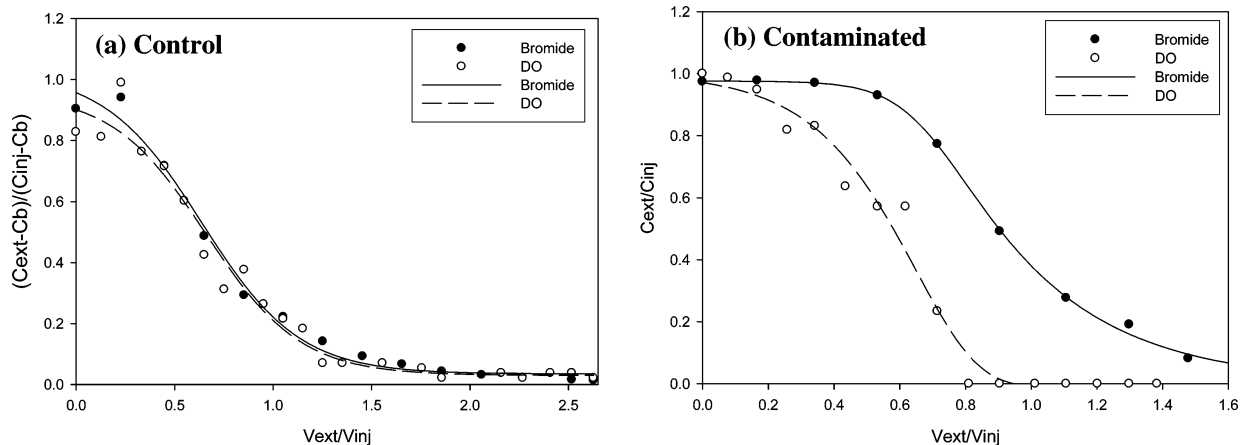 (a) Control
Bromide
DO
Bromide
DO
1.2
1.0
0.8
0.6
0.4
0.2
0.0
(Cext-Cb)/(Cinj-Cb)
0.0 0.5 1.0 1.5 2.0 2.5
Vext/Vinj
(b) Contaminated
Bromide
DO
Bromide
DO
1.2
1.0
0.8
0.6
0.4
0.2
0.0
Cext/Cinj
0.0 0.2 0.4 0.6 0.8 1.0 1.2 1.4 1.6
Vext/Vinj